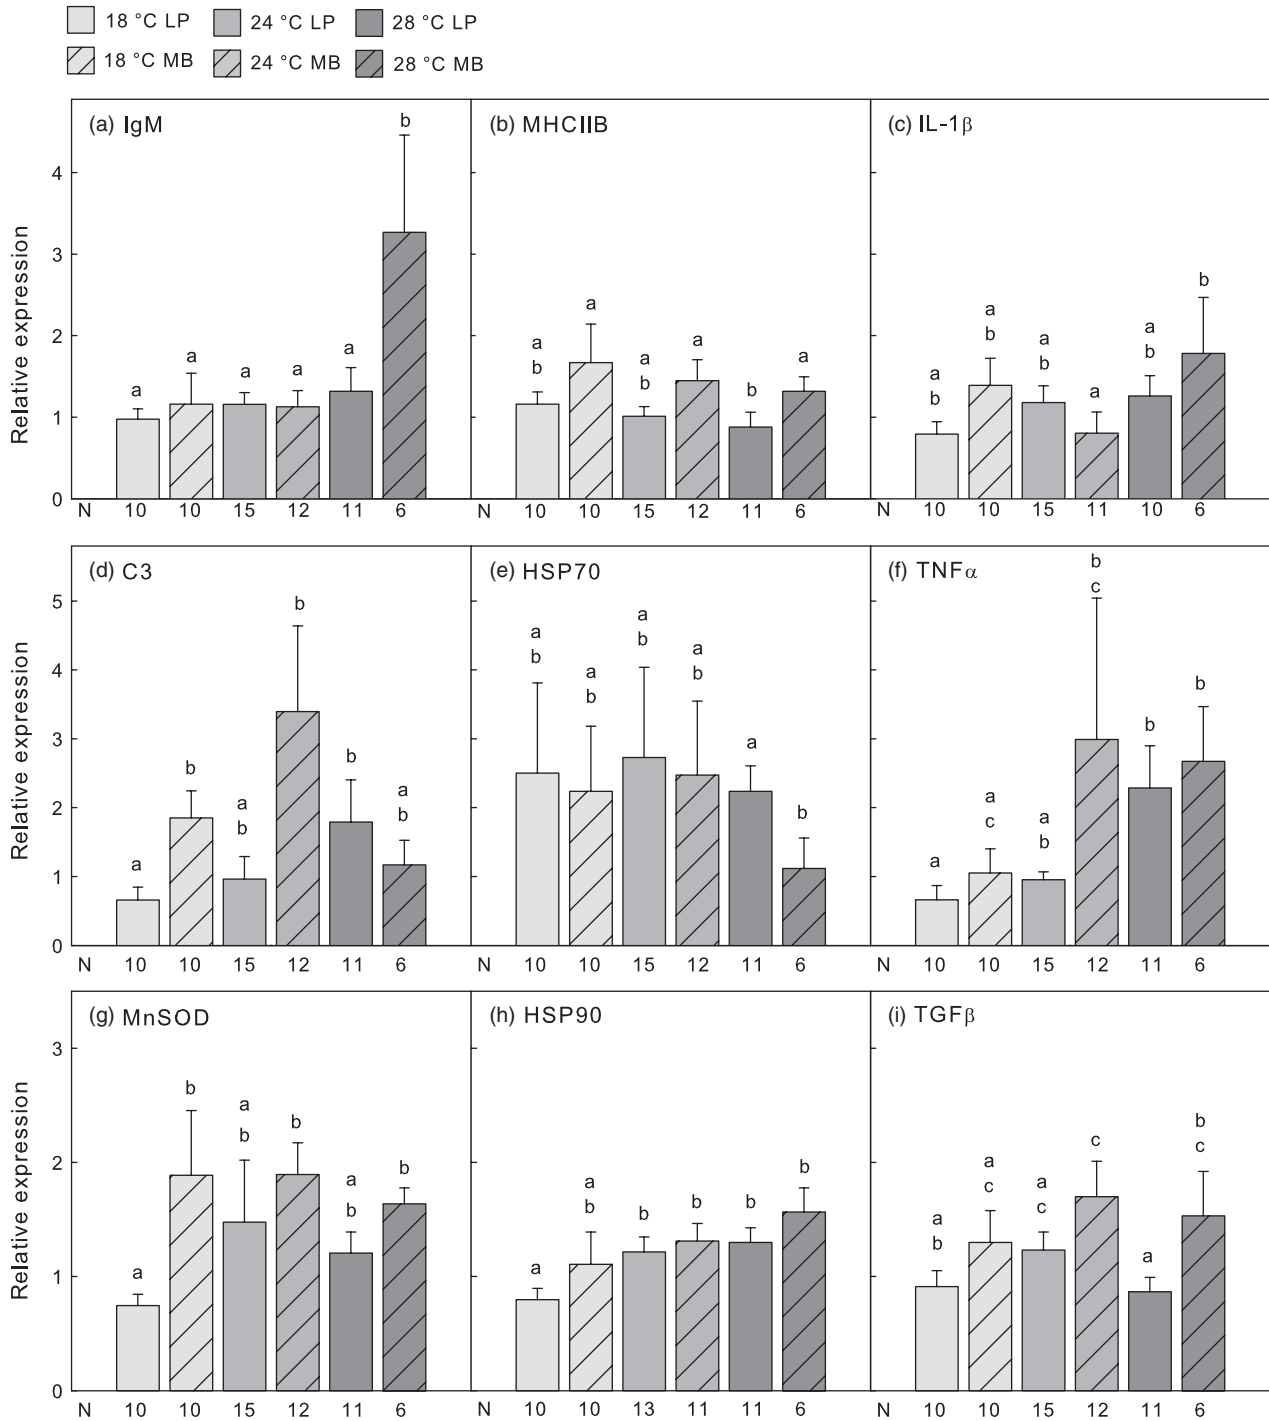 18 °C LP 24 °C LP 28 °C LP
18 °C MB 24 °C MB 28 °C MB
(a) IgM
(b) MHCIIB
(c) IL-1β
Relative expression
4
3
2
1
0
a a a a a b
a b a a b a b a
a b a b a b a a b b
N 10 10 15 12 11 6
N 10 10 15 12 11 6
N 10 10 15 11 10 6
(d) C3
(e) HSP70
(f) TNFα
Relative expression
5
4
3
2
1
0
a b a b b b a b
a b a b a b a b a b
a a c a b b c b b
N 10 10 15 12 11 6
N 10 10 15 12 11 6
N 10 10 15 12 11 6
(g) MnSOD
(h) HSP90
(i) TGFβ
Relative expression
3
2
1
0
a b a b b a b b
a a b b b b b
a b a c a c c a b c
N 10 10 15 12 11 6
N 10 10 13 11 11 6
N 10 10 15 12 11 6